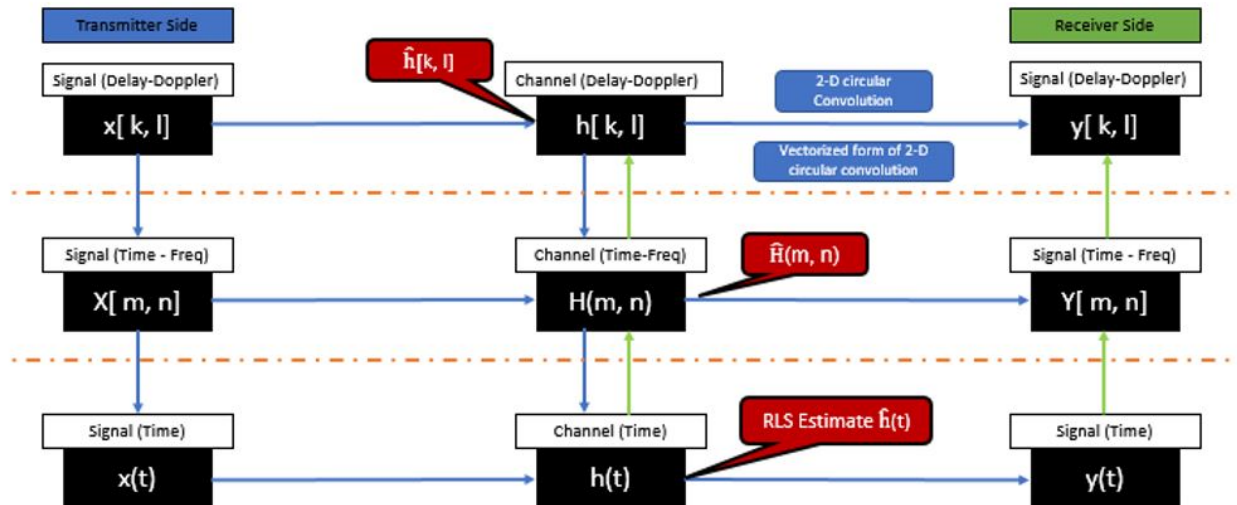 Transmitter Side
Receiver Side
ĥ[k, l]
Signal (Delay-Doppler)
Channel (Delay-Doppler)
2-D circular
Convolution
Signal (Delay-Doppler)
x[ k, l]
h[ k, l]
y[ k, l]
Vectorized form of 2-D
circular convolution
Signal (Time - Freq)
Channel (Time-Freq)
Ĥ(m, n)
Signal (Time - Freq)
X[ m, n]
H(m, n)
Y[ m, n]
Signal (Time)
Channel (Time)
RLS Estimate ĥ(t)
Signal (Time)
x(t)
h(t)
y(t)